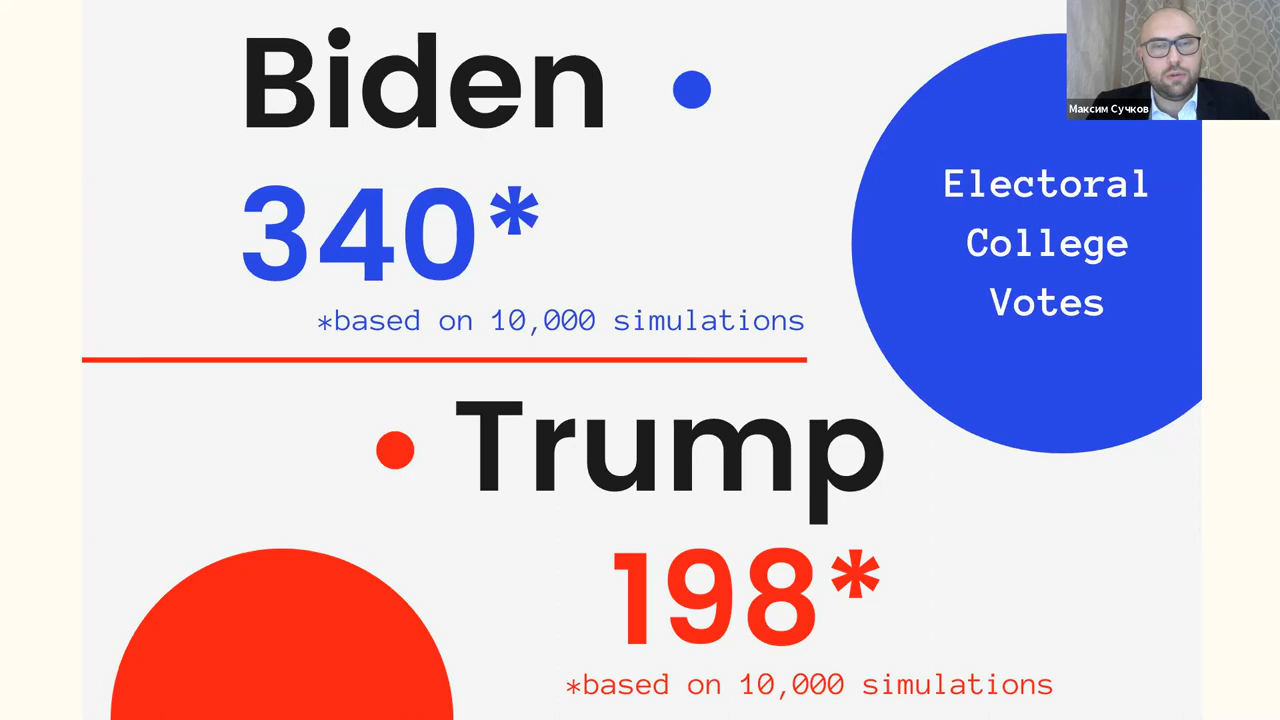 Biden
340*
*based on 10,000 simulations
Electoral
College
Votes
Максим Сучков
Trump
198*
*based on 10,000 simulations